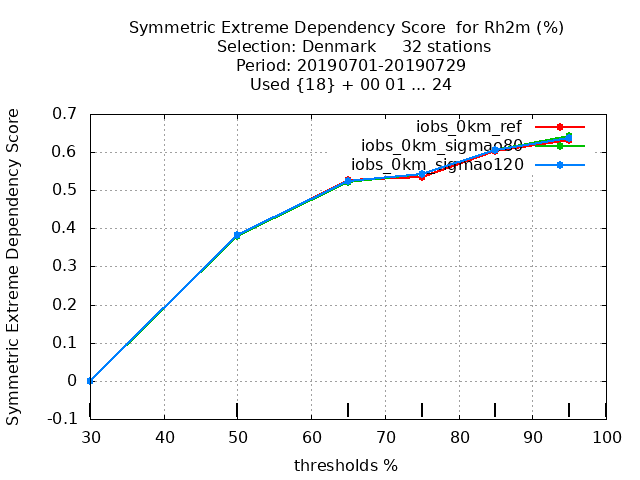 Symmetric Extreme Dependency Score  for Rh2m (%)
Selection: Denmark     32 stations
Period: 20190701-20190729
Used {18} + 00 01 ... 24
Symmetric Extreme Dependency Score
0.7
0.6
0.5
0.4
0.3
0.2
0.1
0
-0.1
iobs_0km_ref
iobs_0km_sigmao80
iobs_0km_sigmao120
30 40 50 60 70 80 90 100
thresholds %